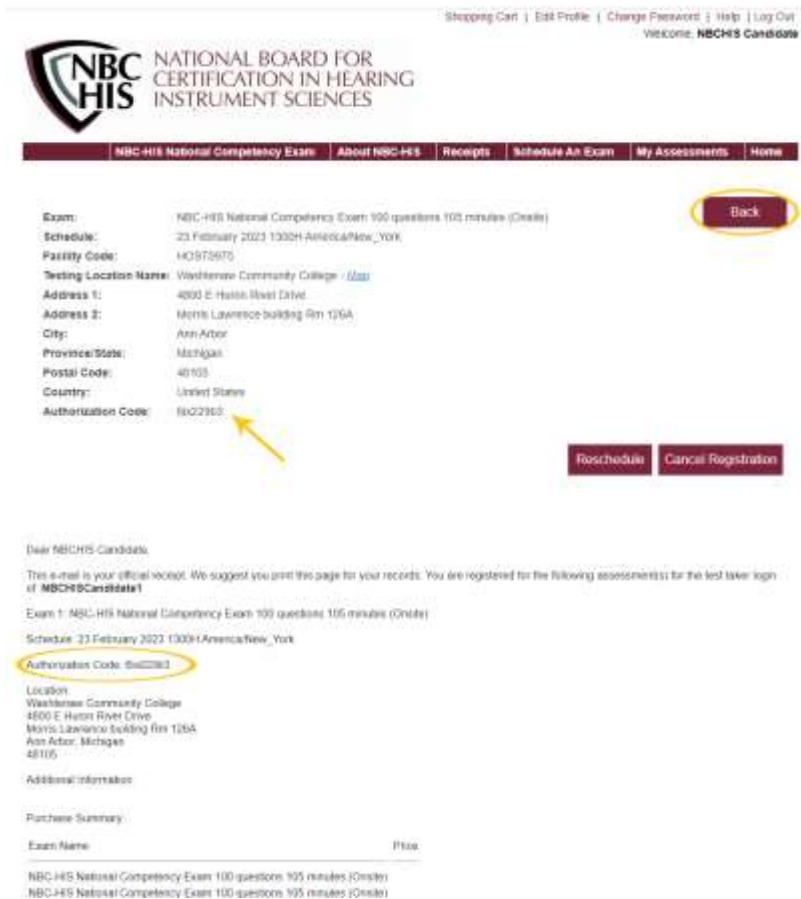 Shopping Cart | Edit Profile | Change Password | Help | Log Out
Welcome, NBCHIS Candidate
NBC HIS
NATIONAL BOARD FOR
CERTIFICATION IN HEARING
INSTRUMENT SCIENCES
NBC-HIS National Competency Exam About NBC-HIS Receipts Schedule An Exam My Assessments Home
Back
Exam: NBC-HIS National Competency Exam 100 questions 105 minutes (Onsite)
Schedule: 23 February 2023 1300H America/New_York
Facility Code:
Testing Location Name: Washtenaw Community College - Map
Address 1: 4800 E Huron River Drive
Address 2: Morris Lawrence building Rm 126A
City: Ann Arbor
Province/State: Michigan
Postal Code: 48105
Country: United States
Authorization Code:
Reschedule Cancel Registration
Dear NBCHIS Candidate,
This e-mail is your official receipt. We suggest you print this page for your records. You are registered for the following assessment(s) for the test taker login
of NBCHISCandidate1
Exam 1: NBC-HIS National Competency Exam 100 questions 105 minutes (Onsite)
Schedule: 23 February 2023 1300H America/New_York
Authorization Code:
Location
Washtenaw Community College
4800 E Huron River Drive
Morris Lawrence building Rm 126A
Ann Arbor, Michigan
48105
Additional Information
Purchase Summary
Exam Name Price
NBC-HIS National Competency Exam 100 questions 105 minutes (Onsite)
NBC-HIS National Competency Exam 100 questions 105 minutes (Onsite)